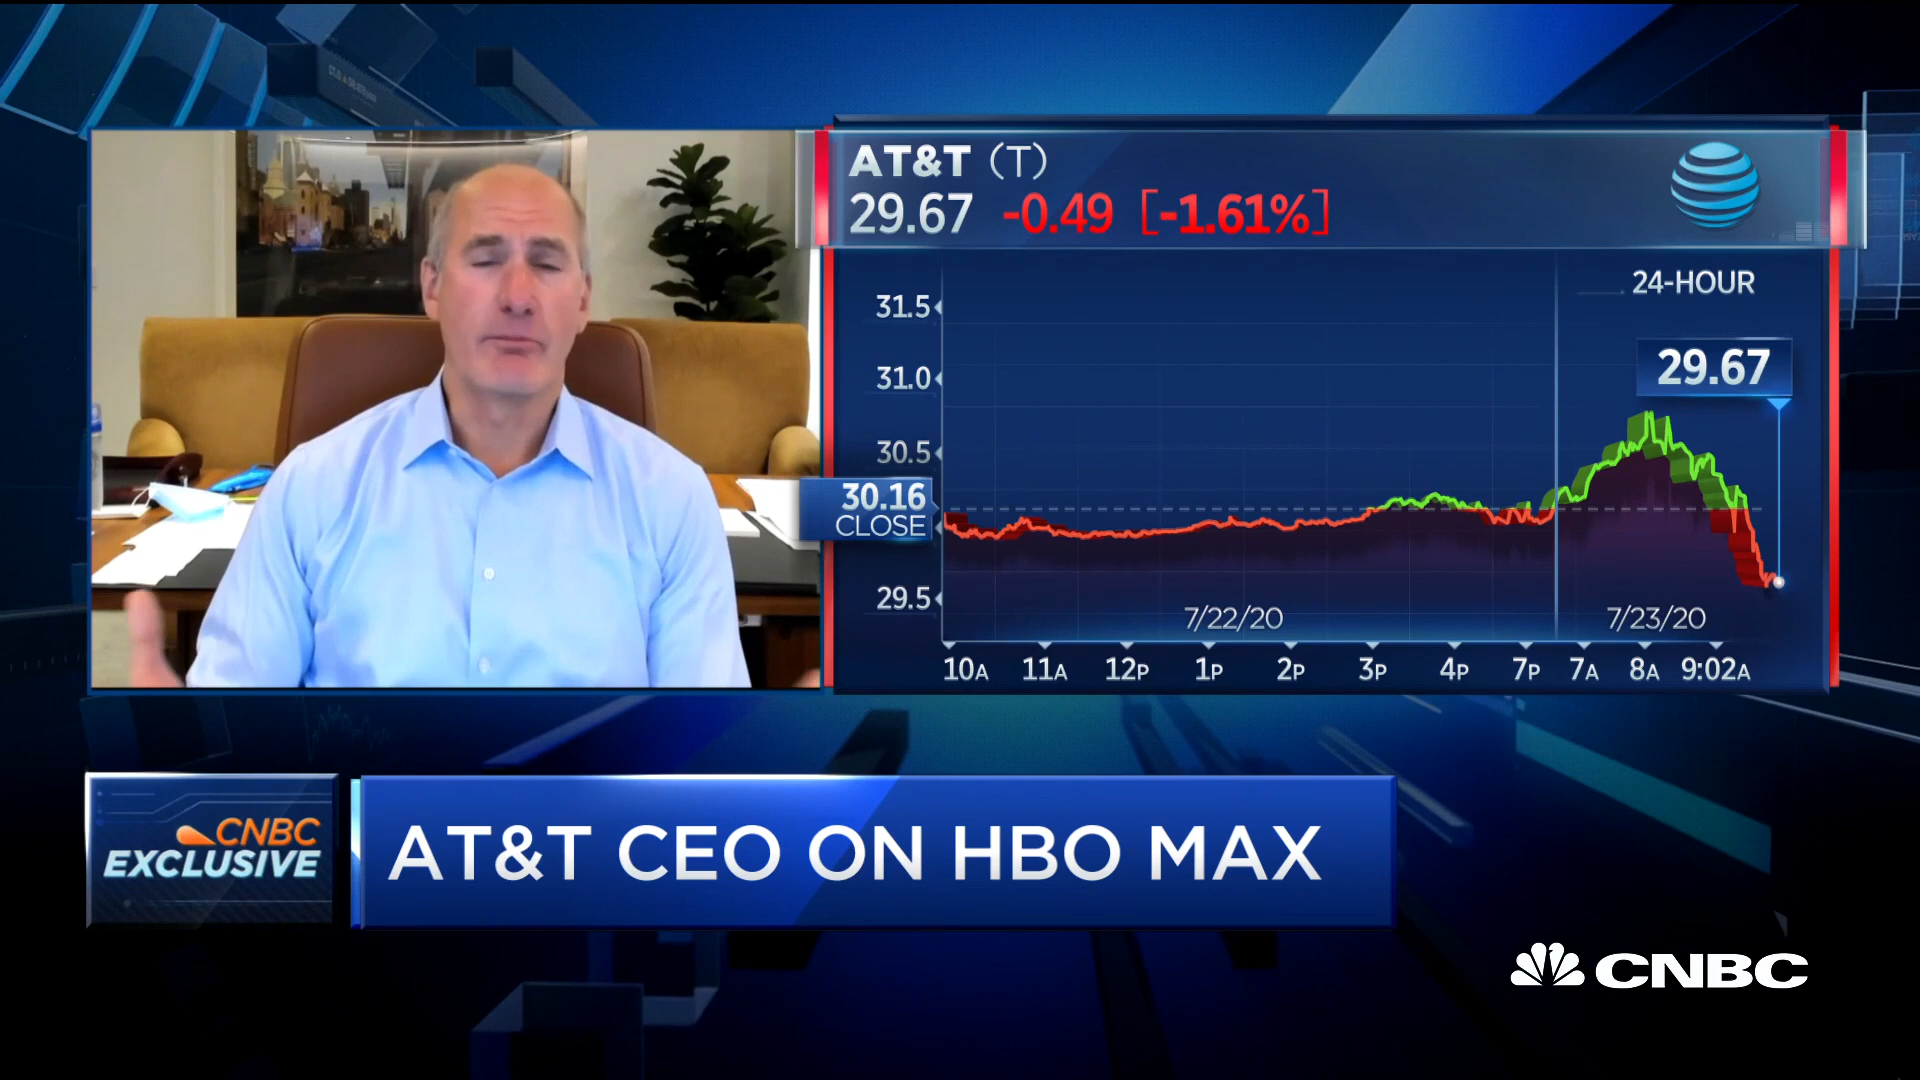 AT&T (T)
29.67 -0.49 [-1.61%]
24-HOUR
31.5
31.0
30.5
29.5
29.67
30.16
CLOSE
7/22/20
7/23/20
10A 11A 12P 1P 2P 3P 4P 7P 7A 8A 9:02A
CNBC
EXCLUSIVE
AT&T CEO ON HBO MAX
CNBC